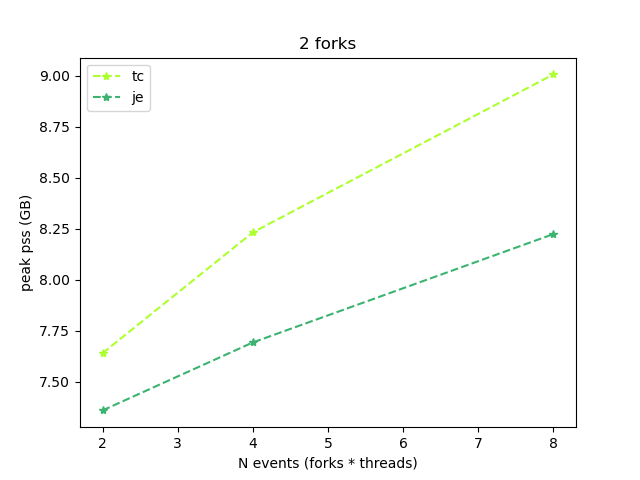 2 forks
tc
je
9.00
8.75
8.50
8.25
8.00
7.75
7.50
peak pss (GB)
2 3 4 5 6 7 8
N events (forks * threads)